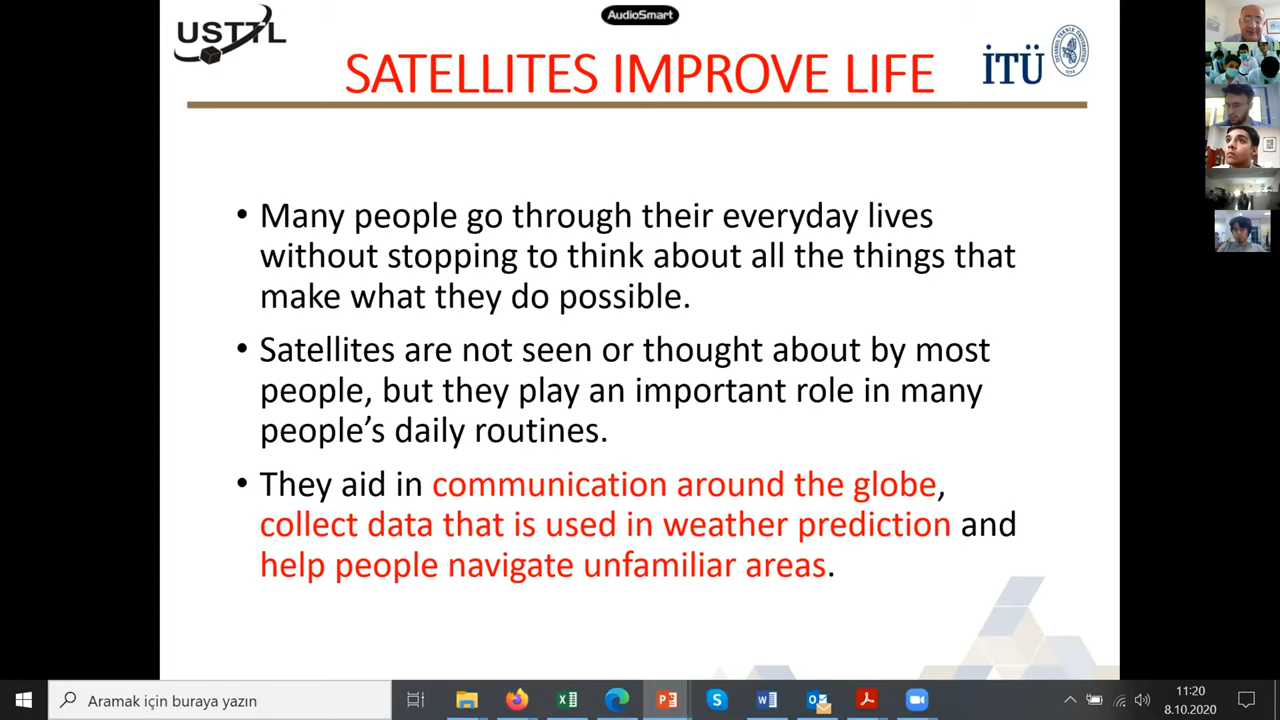 AudioSmart
USTTL
SATELLITES IMPROVE LIFE
İTÜ
• Many people go through their everyday lives
without stopping to think about all the things that
make what they do possible.
• Satellites are not seen or thought about by most
people, but they play an important role in many
people’s daily routines.
• They aid in communication around the globe,
collect data that is used in weather prediction and
help people navigate unfamiliar areas.
Aramak için buraya yazın
11:20
8.10.2020